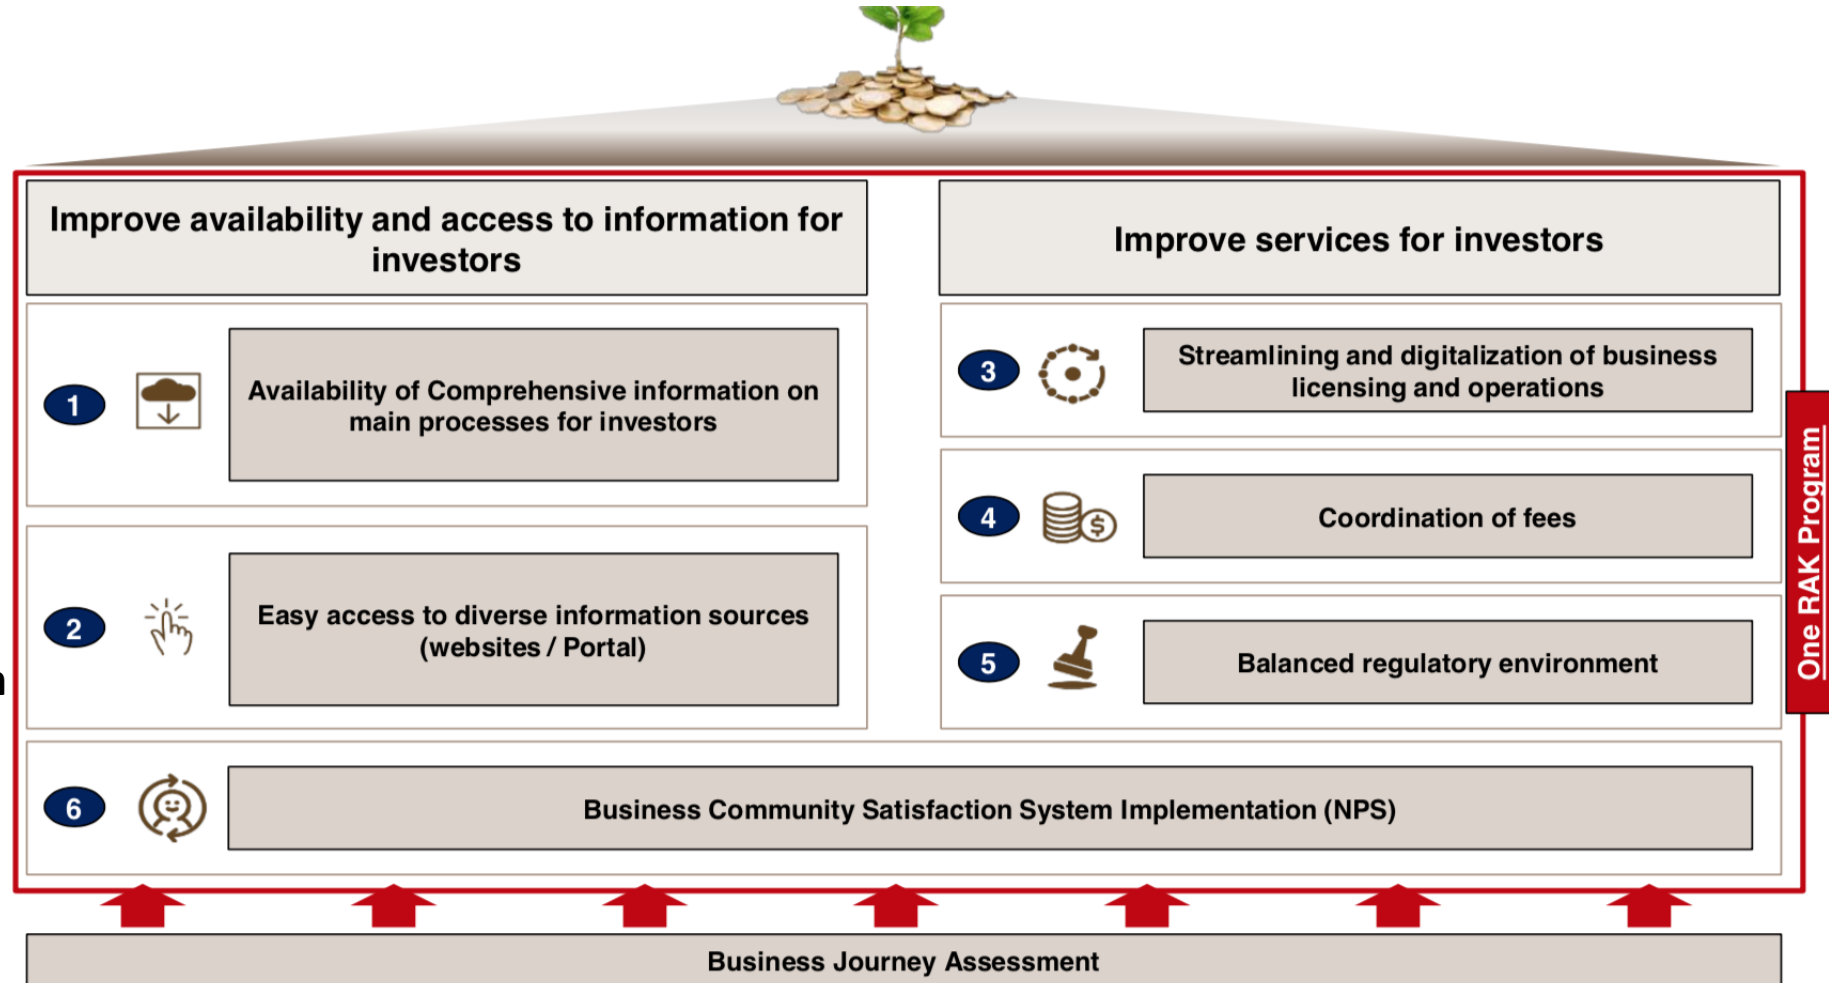 Improve availability and access to information for
investors
Improve services for investors
1
Availability of Comprehensive information on
main processes for investors
2
Easy access to diverse information sources
(websites / Portal)
3
Streamlining and digitalization of business
licensing and operations
4
$
Coordination of fees
5
Balanced regulatory environment
6
Business Community Satisfaction System Implementation (NPS)
One RAK Program
Business Journey Assessment